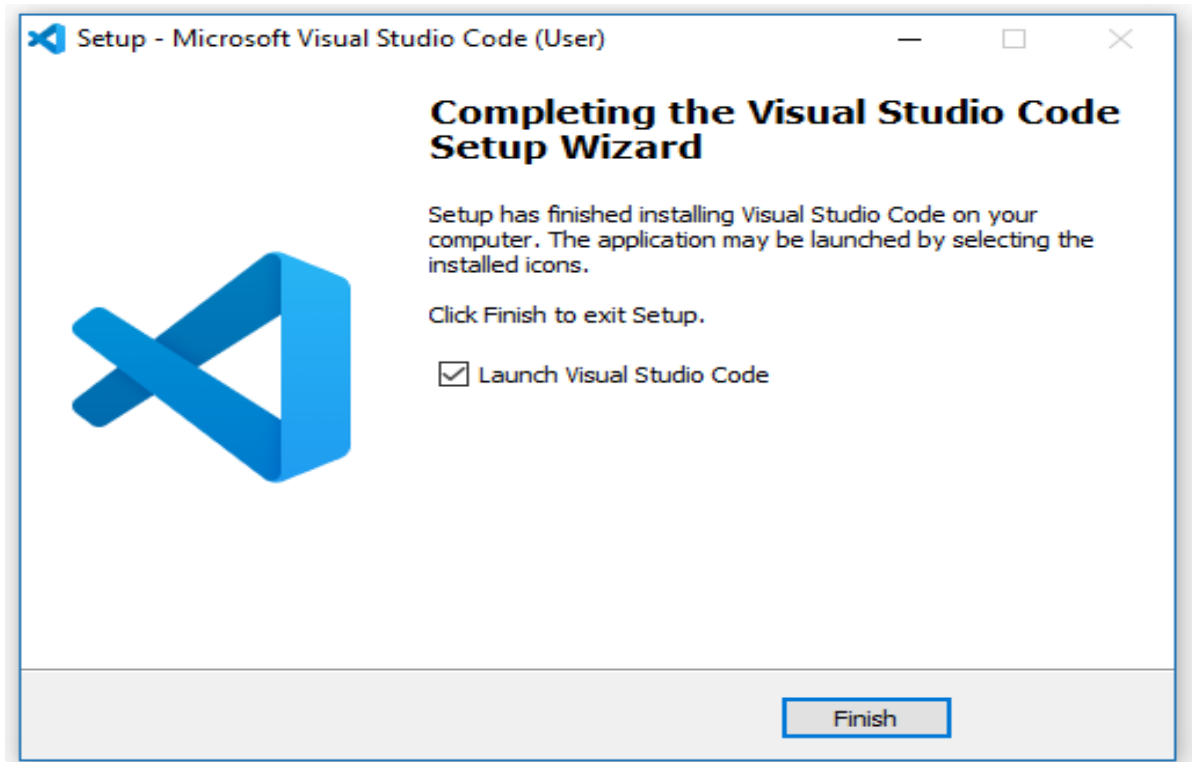 Setup - Microsoft Visual Studio Code (User)
Completing the Visual Studio Code
Setup Wizard
Setup has finished installing Visual Studio Code on your
computer. The application may be launched by selecting the
installed icons.
Click Finish to exit Setup.
Launch Visual Studio Code
Finish